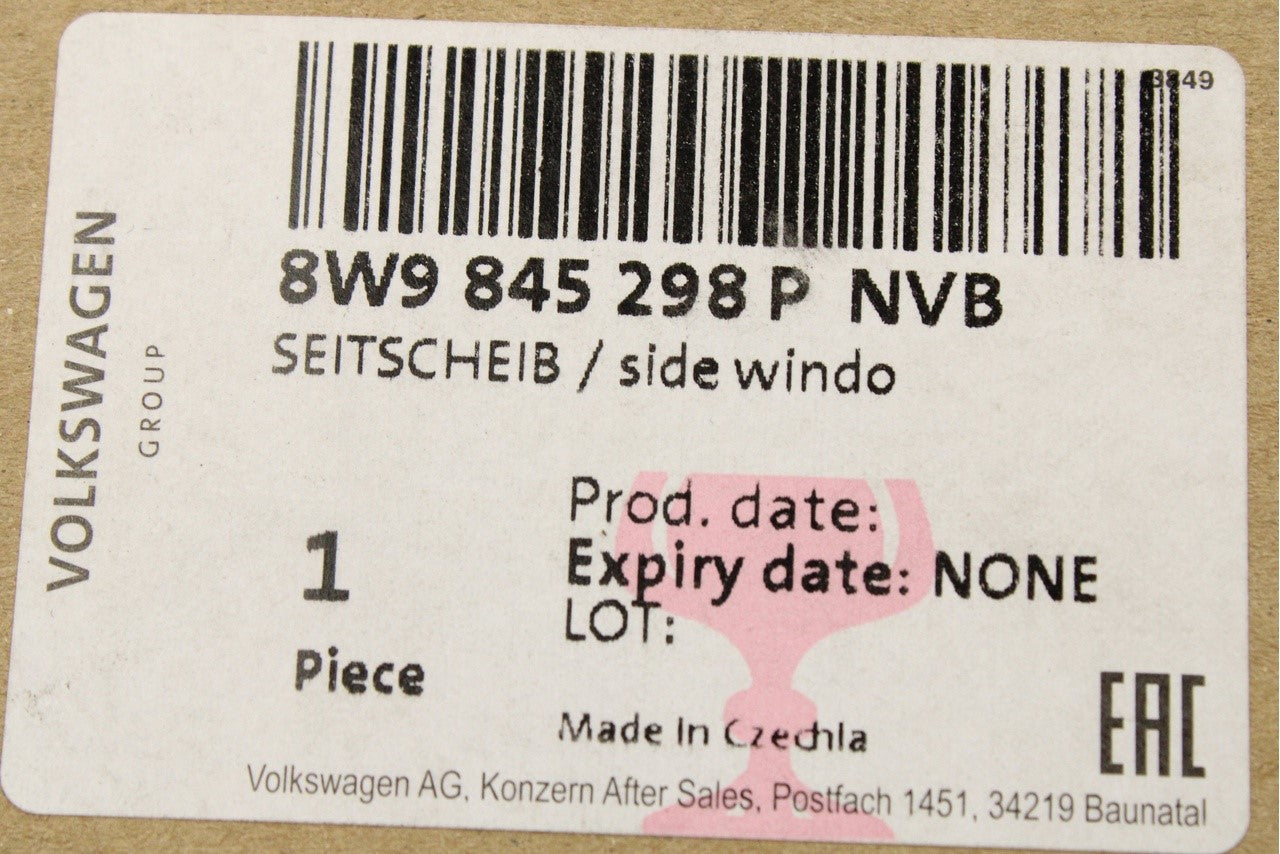 3849
8W9 845 298 P NVB
SEITSCHEIB / side windo
VOLKSWAGEN
GROUP
Prod. date:
Expiry date: NONE
LOT:
1
Piece
Made In Czechla
EAC
Volkswagen AG, Konzern After Sales, Postfach 1451, 34219 Baunatal